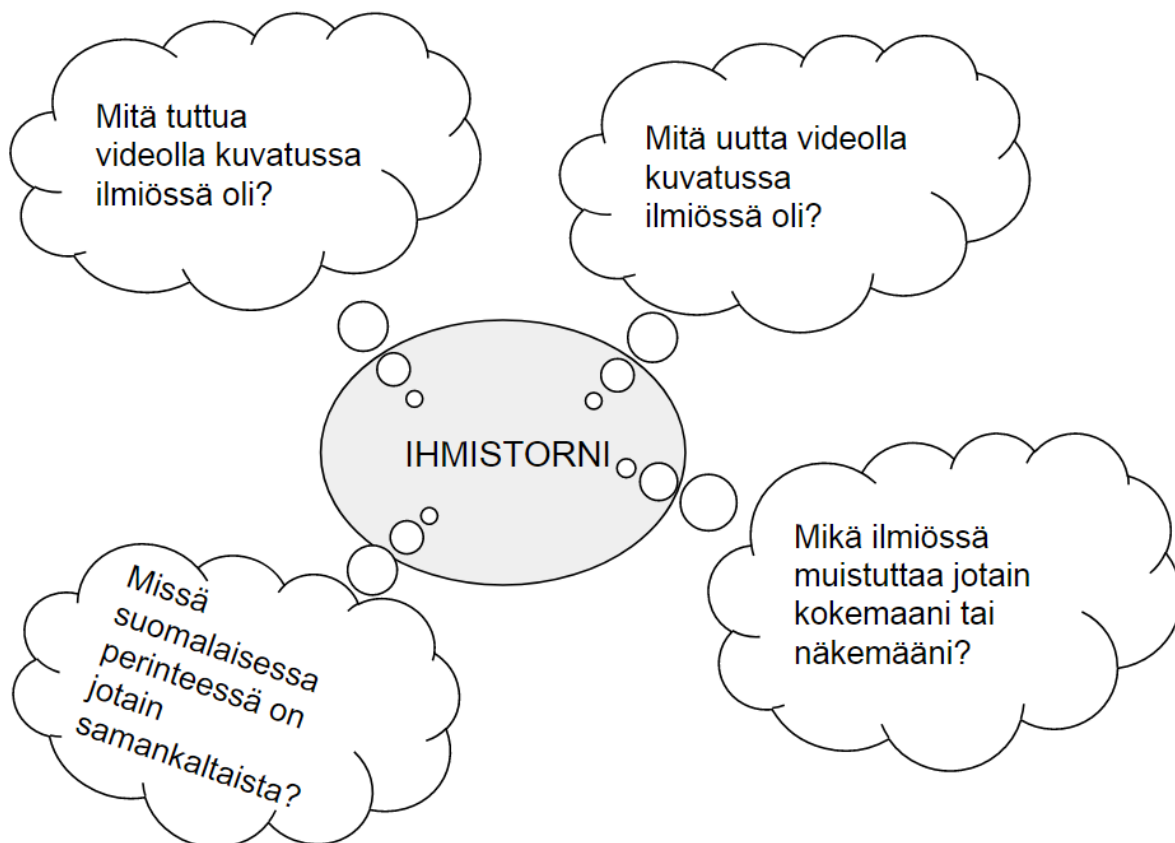 Mitä tuttua
videolla kuvatussa
ilmiössä oli?
Mitä uutta videolla
kuvatussa
ilmiössä oli?
IHMISTORNI
Mikä ilmiössä
muistuttaa jotain
kokemaani tai
näkemääni?
Missä
suomalaisessa
perinteessä on
jotain
samankaltaista?